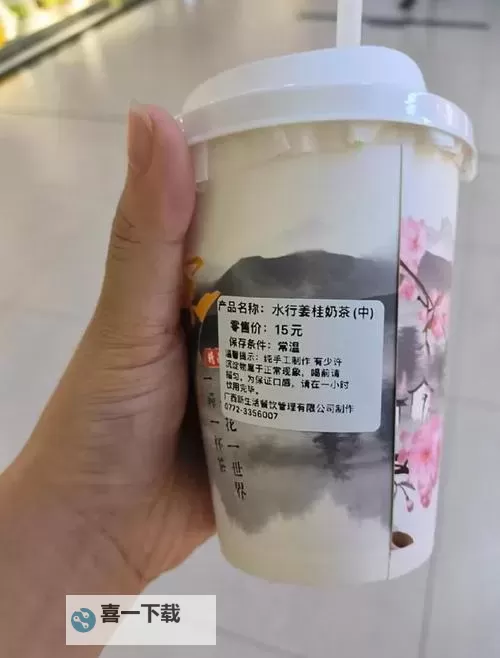 产品名称：水行姜桂奶茶(中)
零售价：15元
保存条件：常温
温馨提示：纯手工制作 有少许
沉淀物属于正常现象，喝前请
摇匀。为保证口感，请在一小时
饮用完毕。
广西新生活餐饮管理有限公司制作
0772-3356007
花一世界
一杯茶
喜一下载